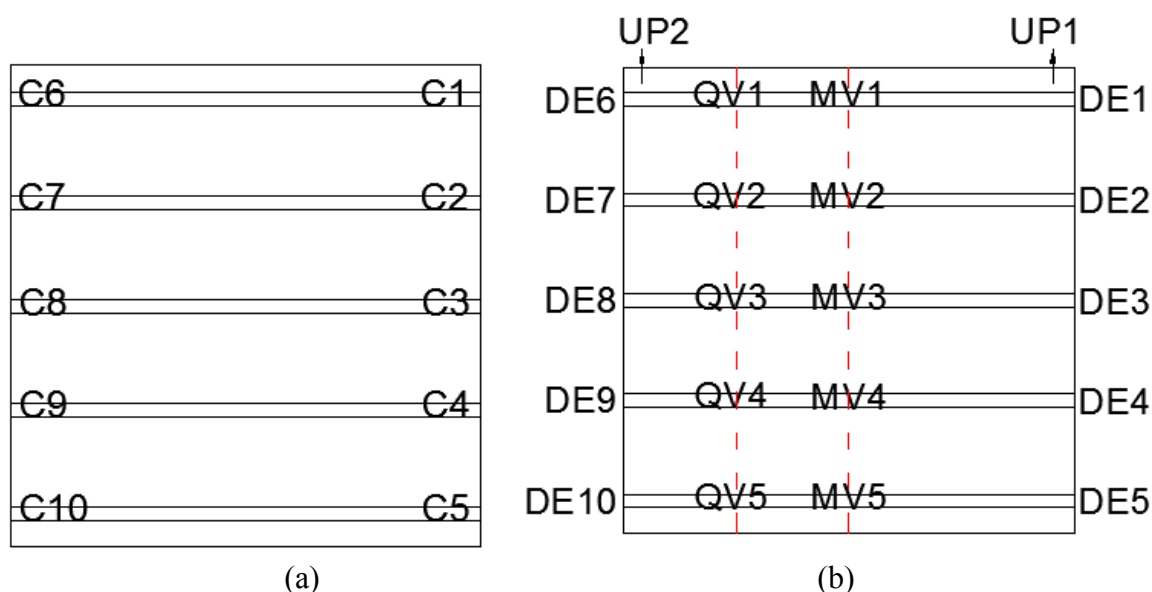 UP2 UP1
C6 C1
C7 C2
C8 C3
C9 C4
C10 C5
DE6 QV1 MV1 DE1
DE7 QV2 MV2 DE2
DE8 QV3 MV3 DE3
DE9 QV4 MV4 DE4
DE10 QV5 MV5 DE5
(a) (b)